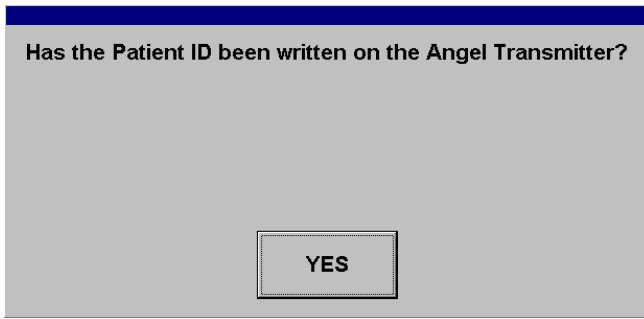 Has the Patient ID been written on the Angel Transmitter?
YES